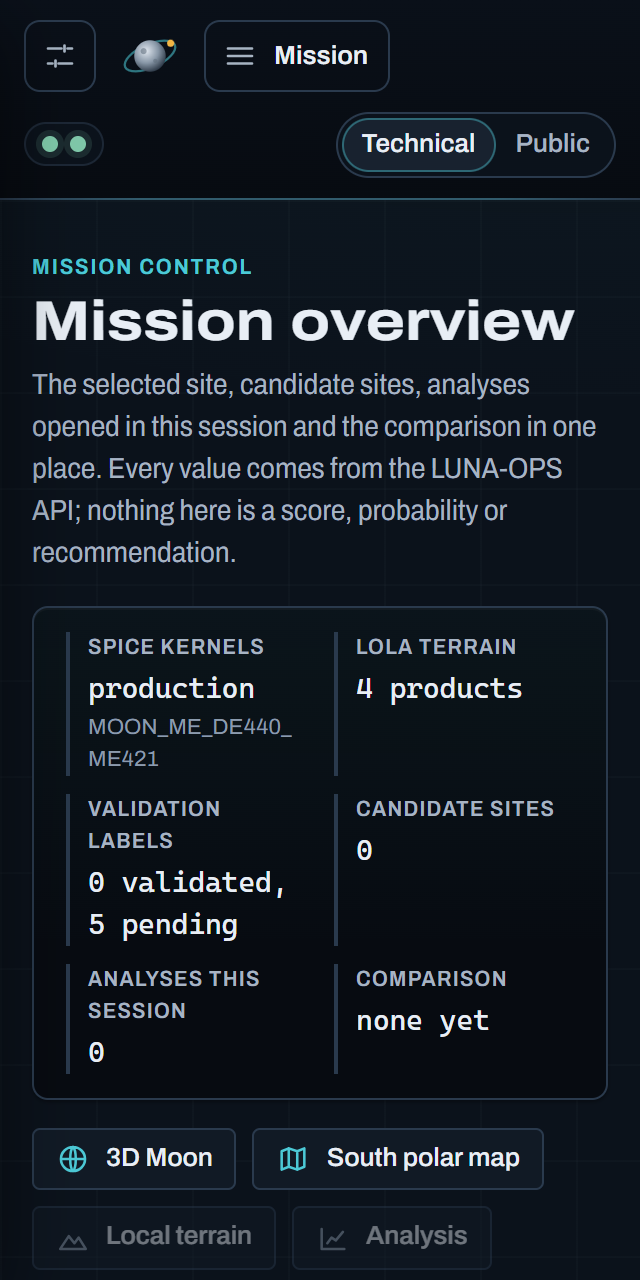 Mission
Technical
Public
MISSION CONTROL
Mission overview
The selected site, candidate sites, analyses
opened in this session and the comparison in one
place. Every value comes from the LUNA-OPS
API; nothing here is a score, probability or
recommendation.
SPICE KERNELS
production
MOON_ME_DE440_
ME421
LOLA TERRAIN
4 products
VALIDATION
LABELS
0 validated,
5 pending
CANDIDATE SITES
0
ANALYSES THIS
SESSION
0
COMPARISON
none yet
3D Moon
South polar map
Local terrain
Analysis